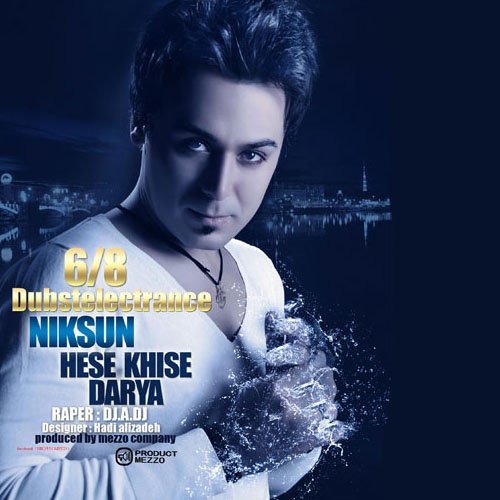 6/8
Dubstelectrance
NIKSUN
HESE KHISE
DARYA
RAPER : DJ.A.DJ
Designer : Hadi alizadeh
produced by mezzo company
PRODUCT
MEZZO